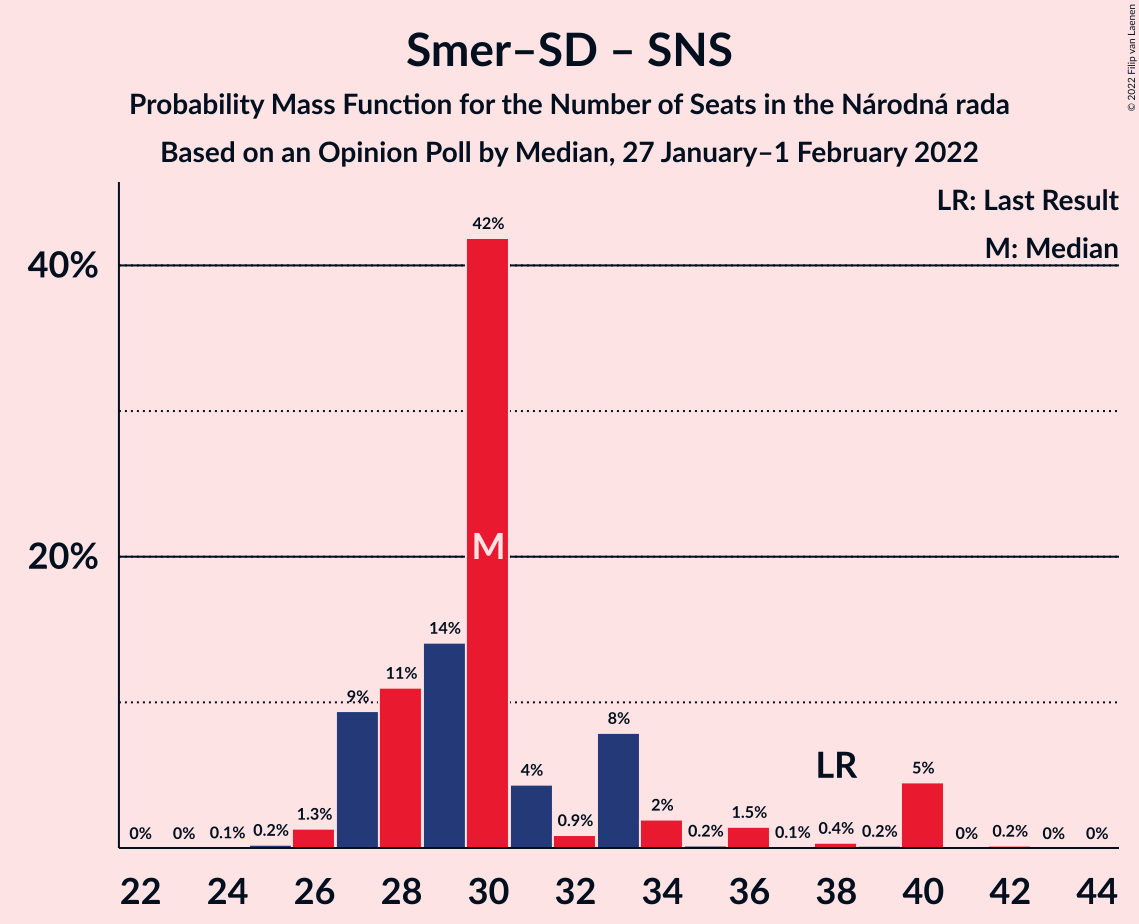 Smer–SD – SNS
Probability Mass Function for the Number of Seats in the Národná rada
Based on an Opinion Poll by Median, 27 January–1 February 2022
© 2022 Filip van Laenen
LR: Last Result
M: Median
40%
20%
0%
0%
0.1%
0.2%
1.3%
9%
11%
14%
42%
M
4%
0.9%
8%
2%
0.2%
1.5%
0.1%
LR
0.4%
0.2%
5%
0%
0.2%
0%
0%
22 24 26 28 30 32 34 36 38 40 42 44